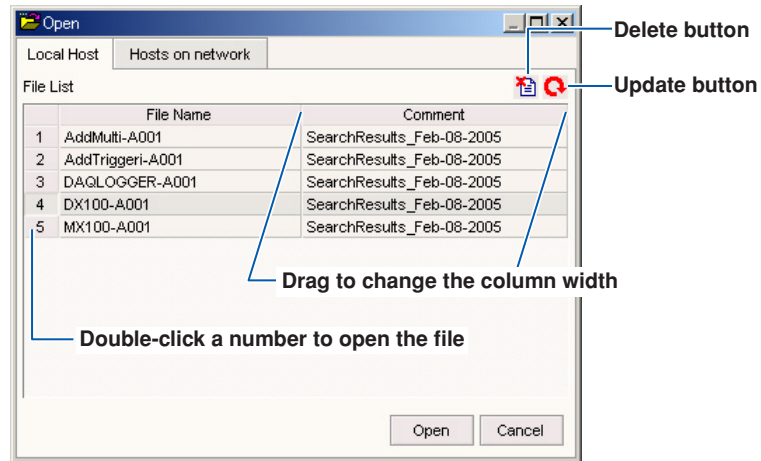 Open
Delete button
Local Host Hosts on network
File List
Update button
File Name Comment
1 AddMulti-A001 SearchResults_Feb-08-2005
2 AddTriggeri-A001 SearchResults_Feb-08-2005
3 DAQLOGGER-A001 SearchResults_Feb-08-2005
4 DX100-A001 SearchResults_Feb-08-2005
5 MX100-A001 SearchResults_Feb-08-2005
Drag to change the column width
Double-click a number to open the file
Open Cancel